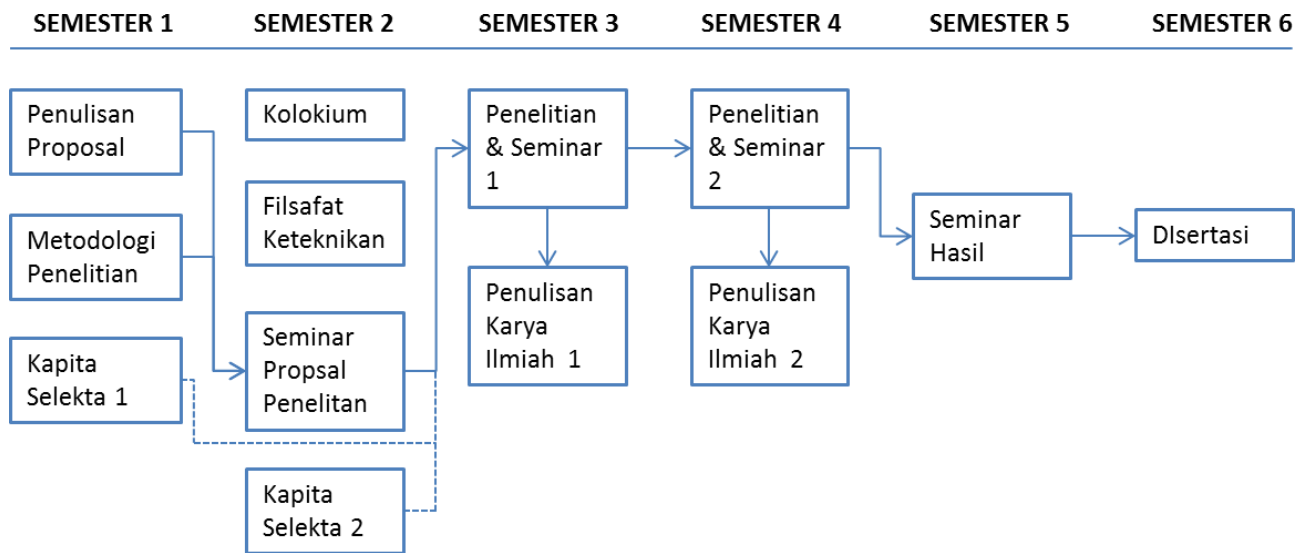 SEMESTER 1
SEMESTER 2
SEMESTER 3
SEMESTER 4
SEMESTER 5
SEMESTER 6
Penulisan
Proposal
Metodologi
Penelitian
Kapita
Selekta 1
Kolokium
Filsafat
Keteknikan
Seminar
Propsal
Penelitan
Kapita
Selekta 2
Penelitian
& Seminar
1
Penulisan
Karya
Ilmiah 1
Penelitian
& Seminar
2
Penulisan
Karya
Ilmiah 2
Seminar
Hasil
DIsertasi